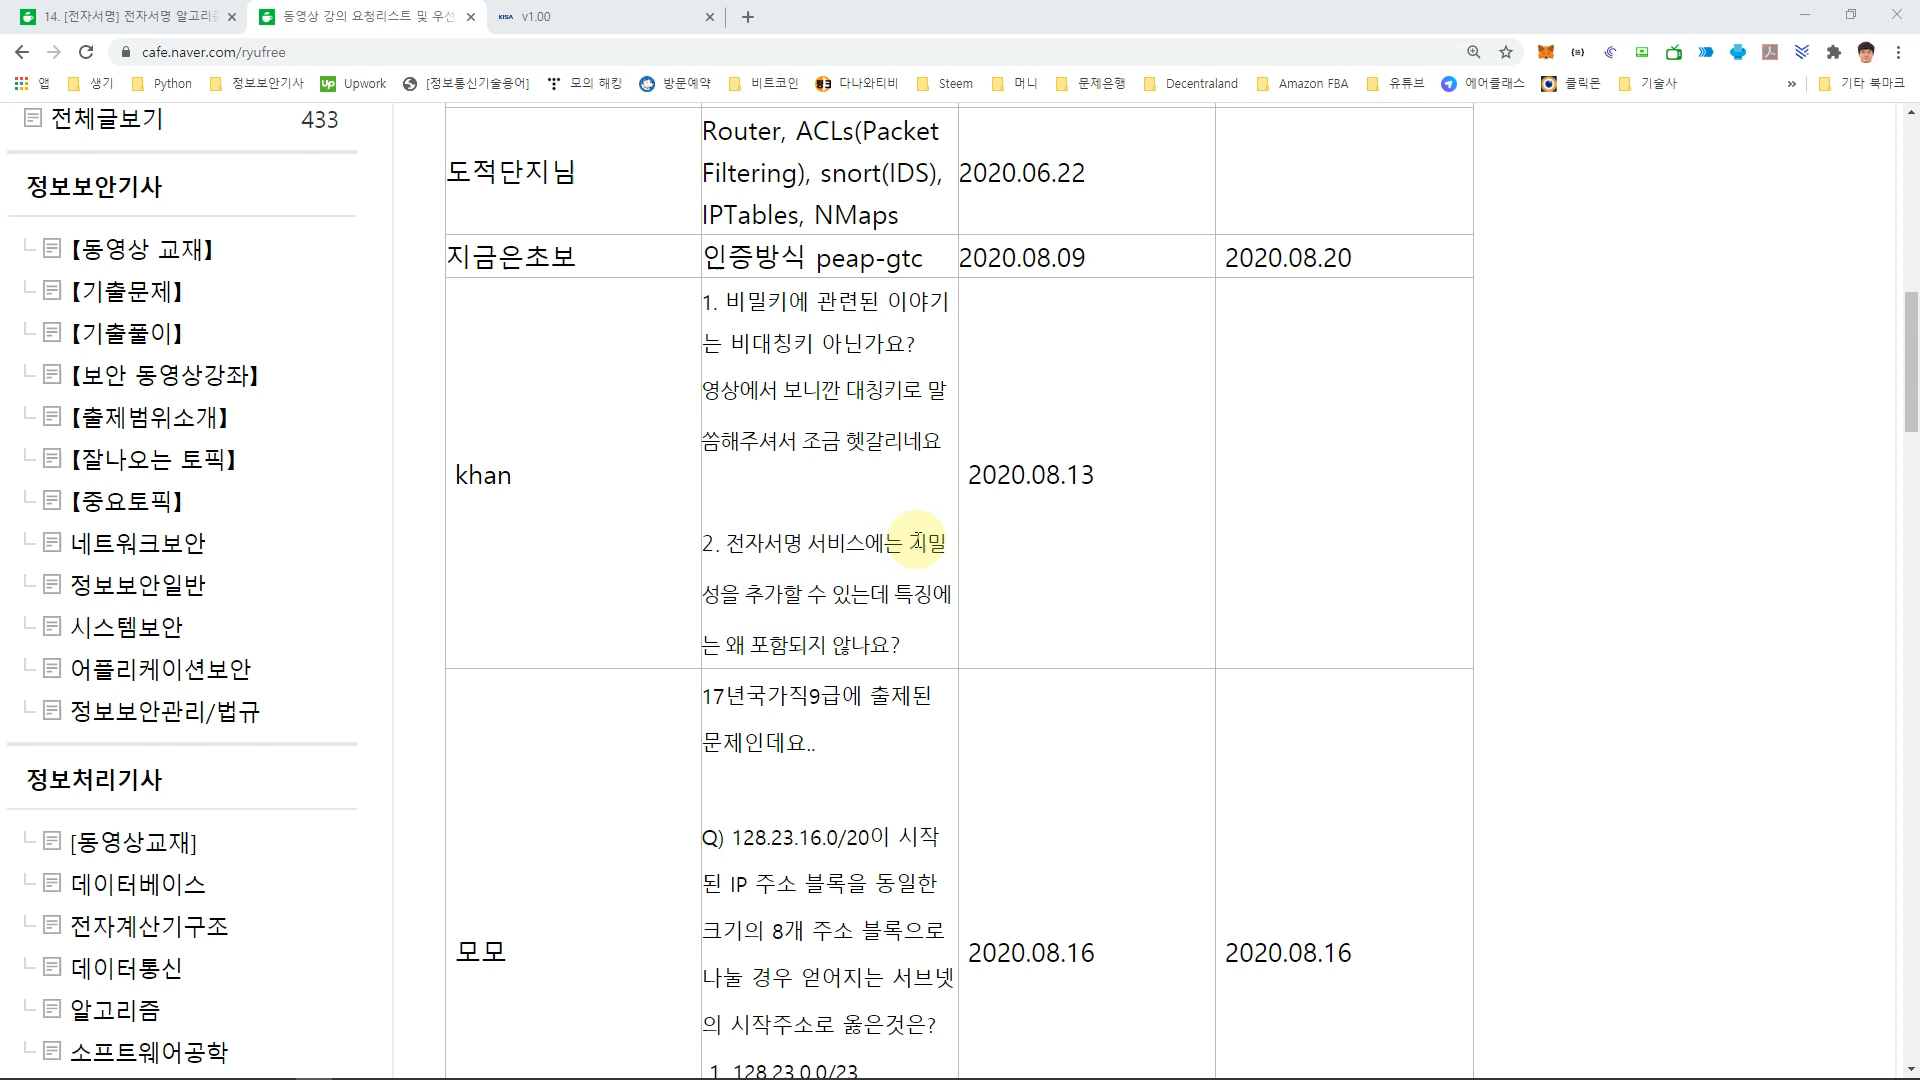 14. [전자서명] 전자서명 알고리즘
동영상 강의 요청리스트 및 우선
KISA v1.00
cafe.naver.com/ryufree
앱 생기 Python 정보보안기사 Upwork [정보통신기술용어] 모의 해킹 방문예약 비트코인 다나와티비 Steem 머니 문제은행 Decentraland Amazon FBA 유튜브 에어클래스 클릭몬 기술사 » 기타 북마크
전체글보기 433
정보보안기사
【동영상 교재】
【기출문제】
【기출풀이】
【보안 동영상강좌】
【출제범위소개】
【잘나오는 토픽】
【중요토픽】
네트워크보안
정보보안일반
시스템보안
어플리케이션보안
정보보안관리/법규
정보처리기사
[동영상교재]
데이터베이스
전자계산기구조
데이터통신
알고리즘
소프트웨어공학
도적단지님
Router, ACLs(Packet
Filtering), snort(IDS),
IPTables, NMaps
2020.06.22
지금은초보
인증방식 peap-gtc
2020.08.09
2020.08.20
khan
1. 비밀키에 관련된 이야기
는 비대칭키 아닌가요?
영상에서 보니깐 대칭키로 말
씀해주셔서 조금 헷갈리네요
2. 전자서명 서비스에는 기밀
성을 추가할 수 있는데 특징에
는 왜 포함되지 않나요?
2020.08.13
모모
17년국가직9급에 출제된
문제인데요..
Q) 128.23.16.0/20이 시작
된 IP 주소 블록을 동일한
크기의 8개 주소 블록으로
나눌 경우 얻어지는 서브넷
의 시작주소로 옳은것은?
1. 128.23.0.0/23
2020.08.16
2020.08.16